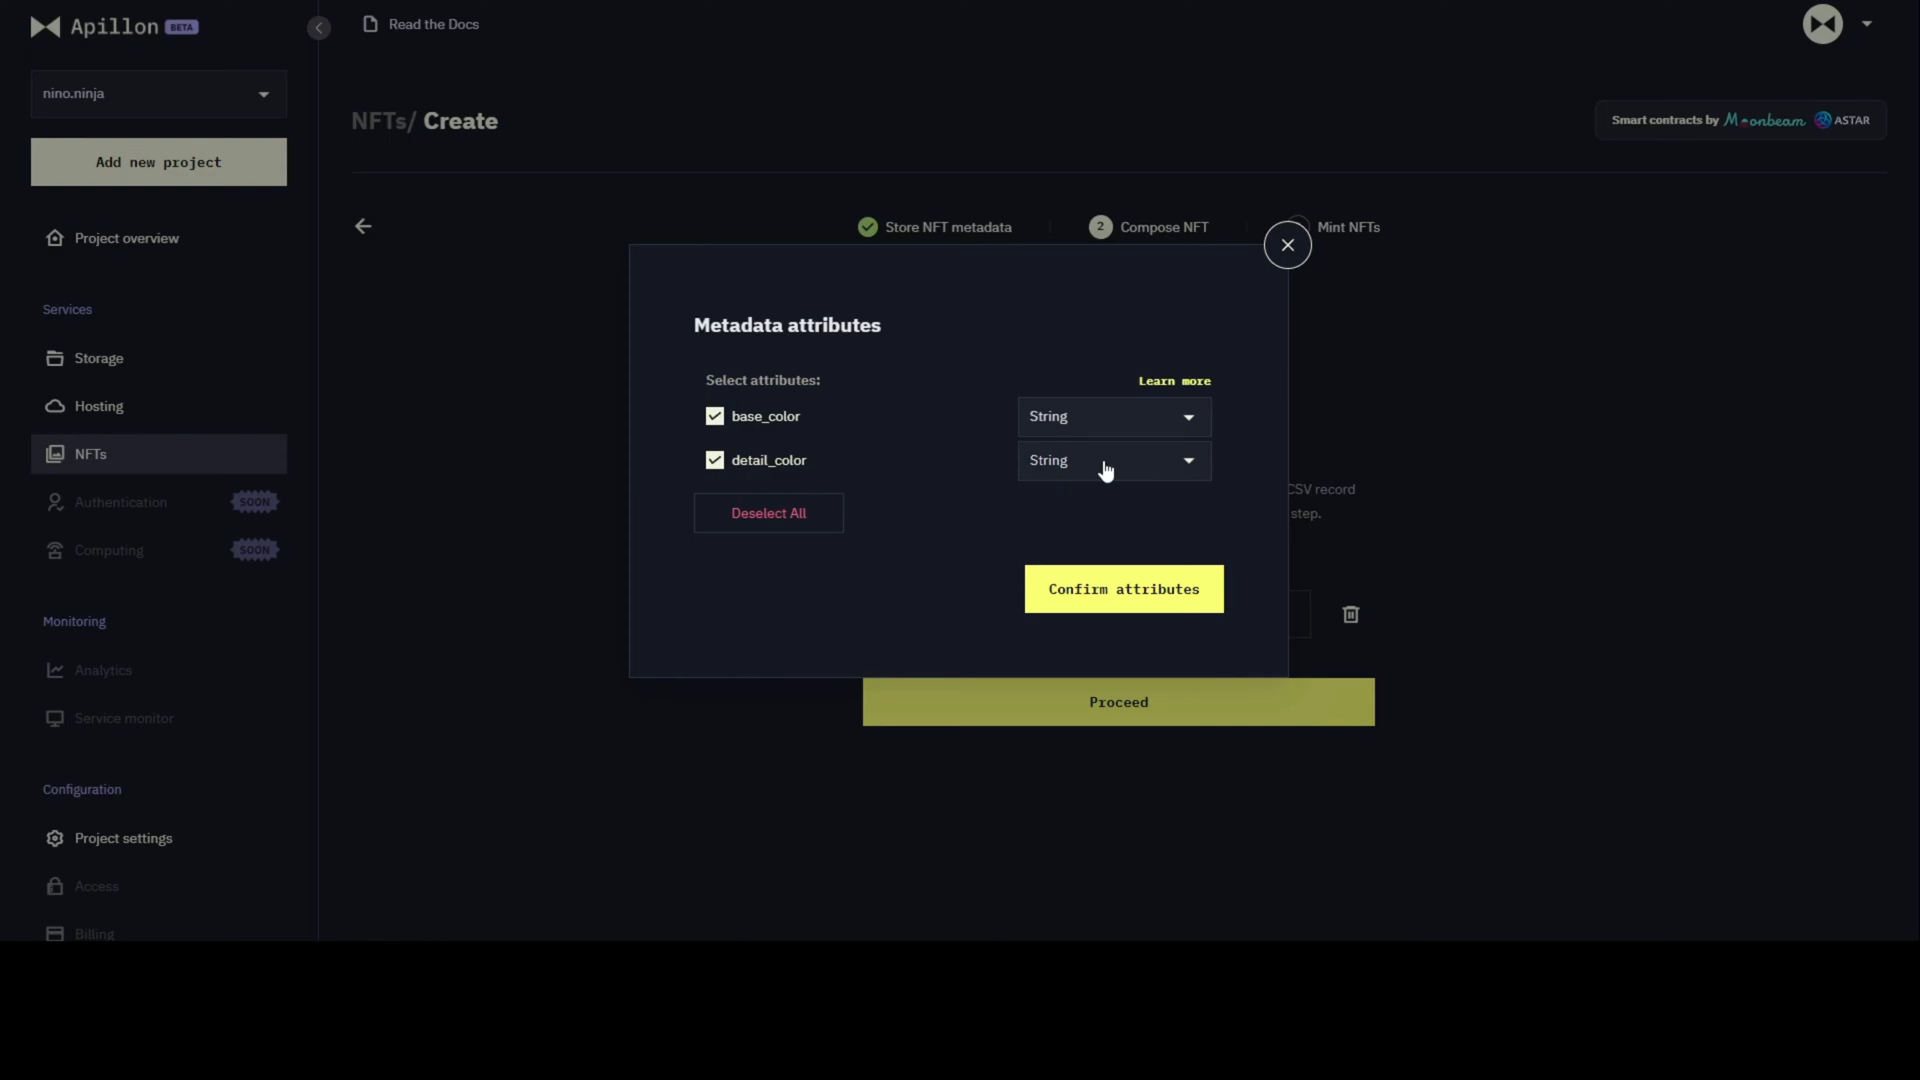 Apillon BETA
Read the Docs
nino.ninja
NFTs/ Create
Smart contracts by Moonbeam ASTAR
Add new project
Store NFT metadata
2 Compose NFT
Mint NFTs
Project overview
Services
Storage
Hosting
NFTs
Authentication SOON
Computing SOON
Monitoring
Analytics
Service monitor
Configuration
Project settings
Access
Billing
Metadata attributes
Select attributes:
Learn more
base_color String
detail_color String
Deselect All
Confirm attributes
CSV record
step.
Proceed